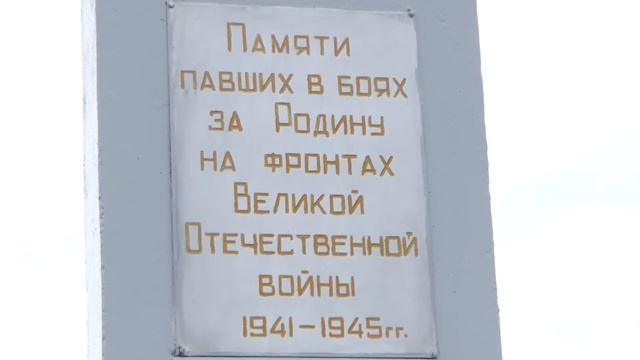 Памяти
павших в боях
за Родину
на фронтах
Великой
Отечественной
войны
1941-1945гг.